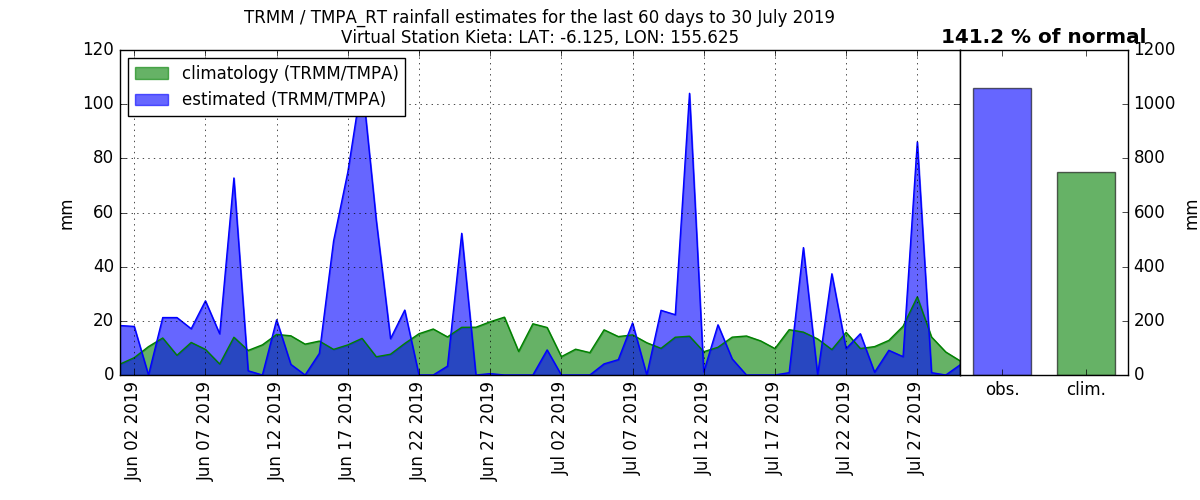 TRMM / TMPA_RT rainfall estimates for the last 60 days to 30 July 2019
Virtual Station Kieta: LAT: -6.125, LON: 155.625
141.2 % of normal
climatology (TRMM/TMPA)
estimated (TRMM/TMPA)
120
100
80
60
40
20
0
mm
1200
1000
800
600
400
200
0
mm
Jun 02 2019
Jun 07 2019
Jun 12 2019
Jun 17 2019
Jun 22 2019
Jun 27 2019
Jul 02 2019
Jul 07 2019
Jul 12 2019
Jul 17 2019
Jul 22 2019
Jul 27 2019
obs.
clim.